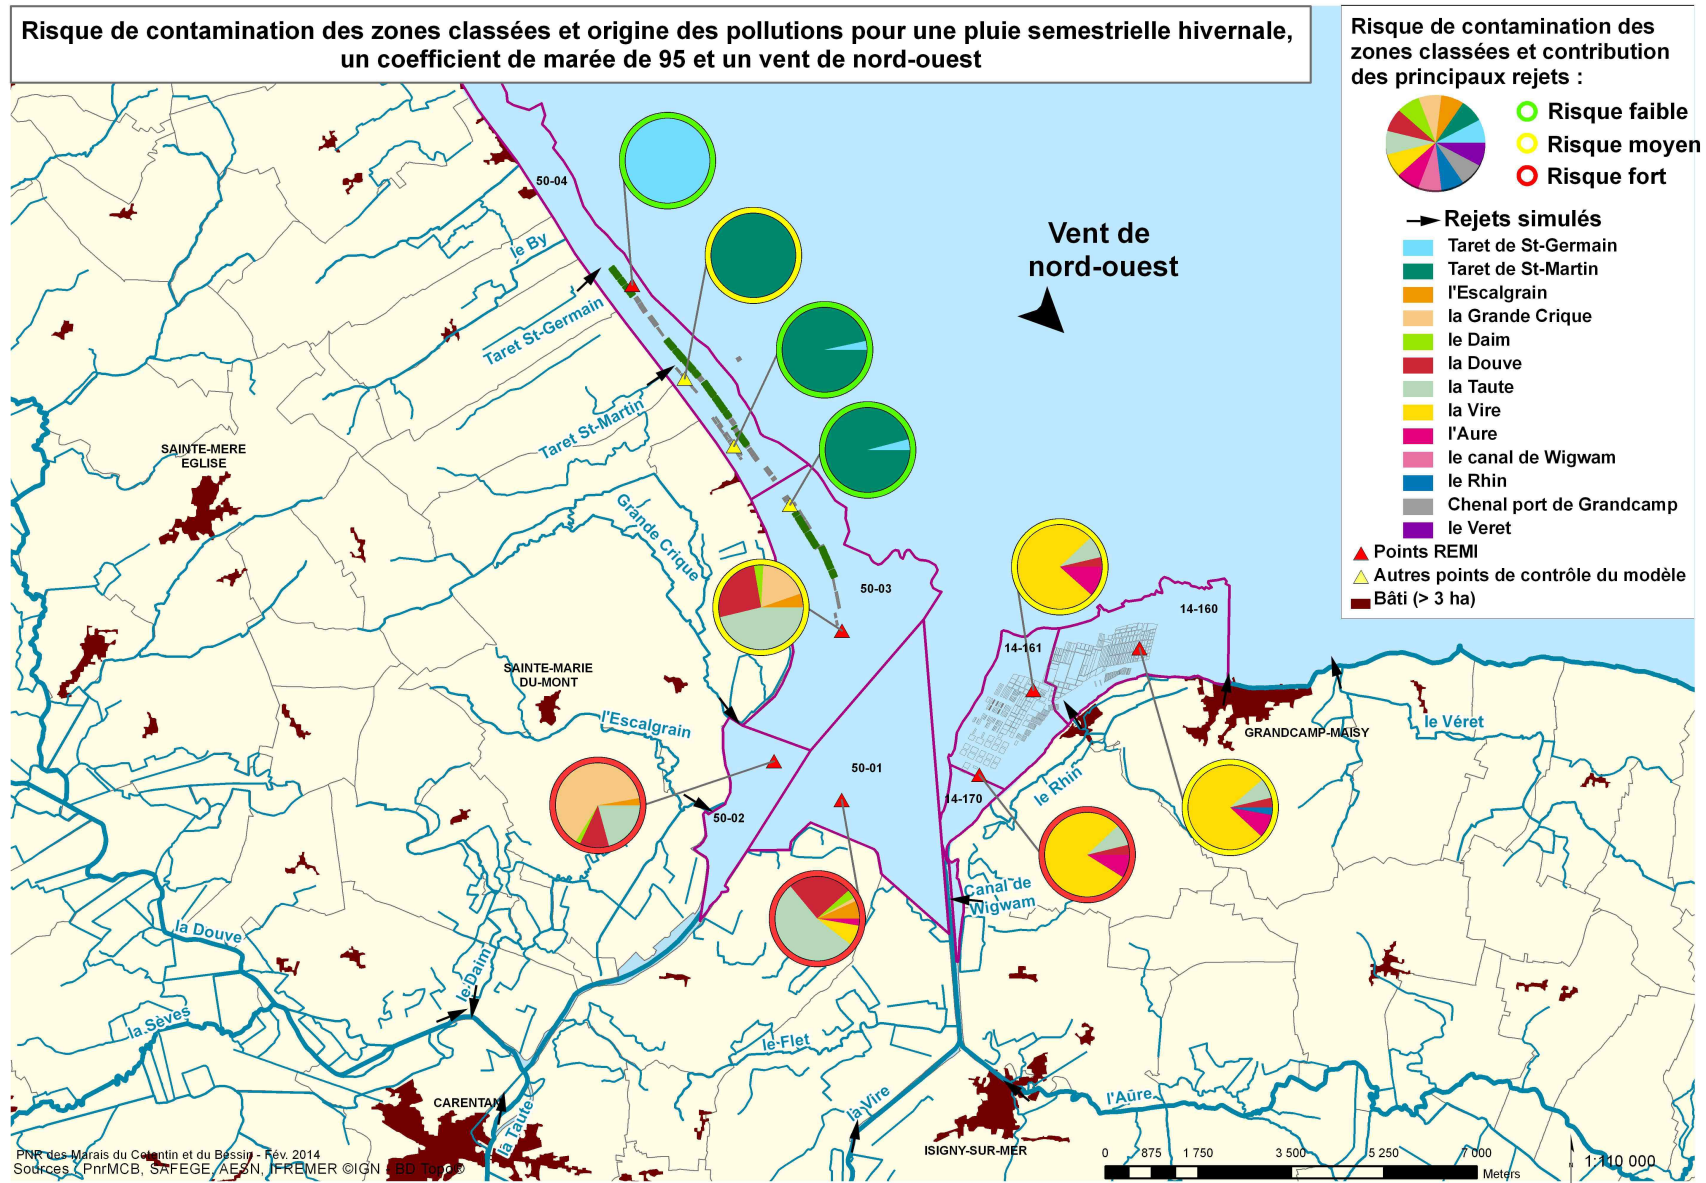 Risque de contamination des zones classées et origine des pollutions pour une pluie semestrielle hivernale,
un coefficient de marée de 95 et un vent de nord-ouest
Risque de contamination des
zones classées et contribution
des principaux rejets :
Risque faible
Risque moyen
Risque fort
Rejets simulés
Taret de St-Germain
Taret de St-Martin
l'Escalgrain
la Grande Crique
le Daim
la Douve
la Taute
la Vire
l'Aure
le canal de Wigwam
le Rhin
Chenal port de Grandcamp
le Veret
Points REMI
Autres points de contrôle du modèle
Bâti (> 3 ha)
50-04
le By
Vent de
nord-ouest
Taret St-Germain
Taret St-Martin
SAINTE-MERE
EGLISE
Grande Crique
50-03
14-160
14-161
SAINTE-MARIE
DU-MONT
l'Escalgrain
le Véret
GRANDCAMP-MAISY
50-01
le Rhin
14-170
50-02
Canal de
Wigwam
la Douve
le Daim
la Sèves
le Flet
CARENTAN
la Taute
la Vire
l'Aûre
ISIGNY-SUR-MER
PNR des Marais du Cotentin et du Bessin - Fév. 2014
Sources : PnrMCB, SAFEGE, AESN, IFREMER ©IGN - BD Topo®
0 875 1 750 3 500 5 250 7 000
Meters
N
1:110 000